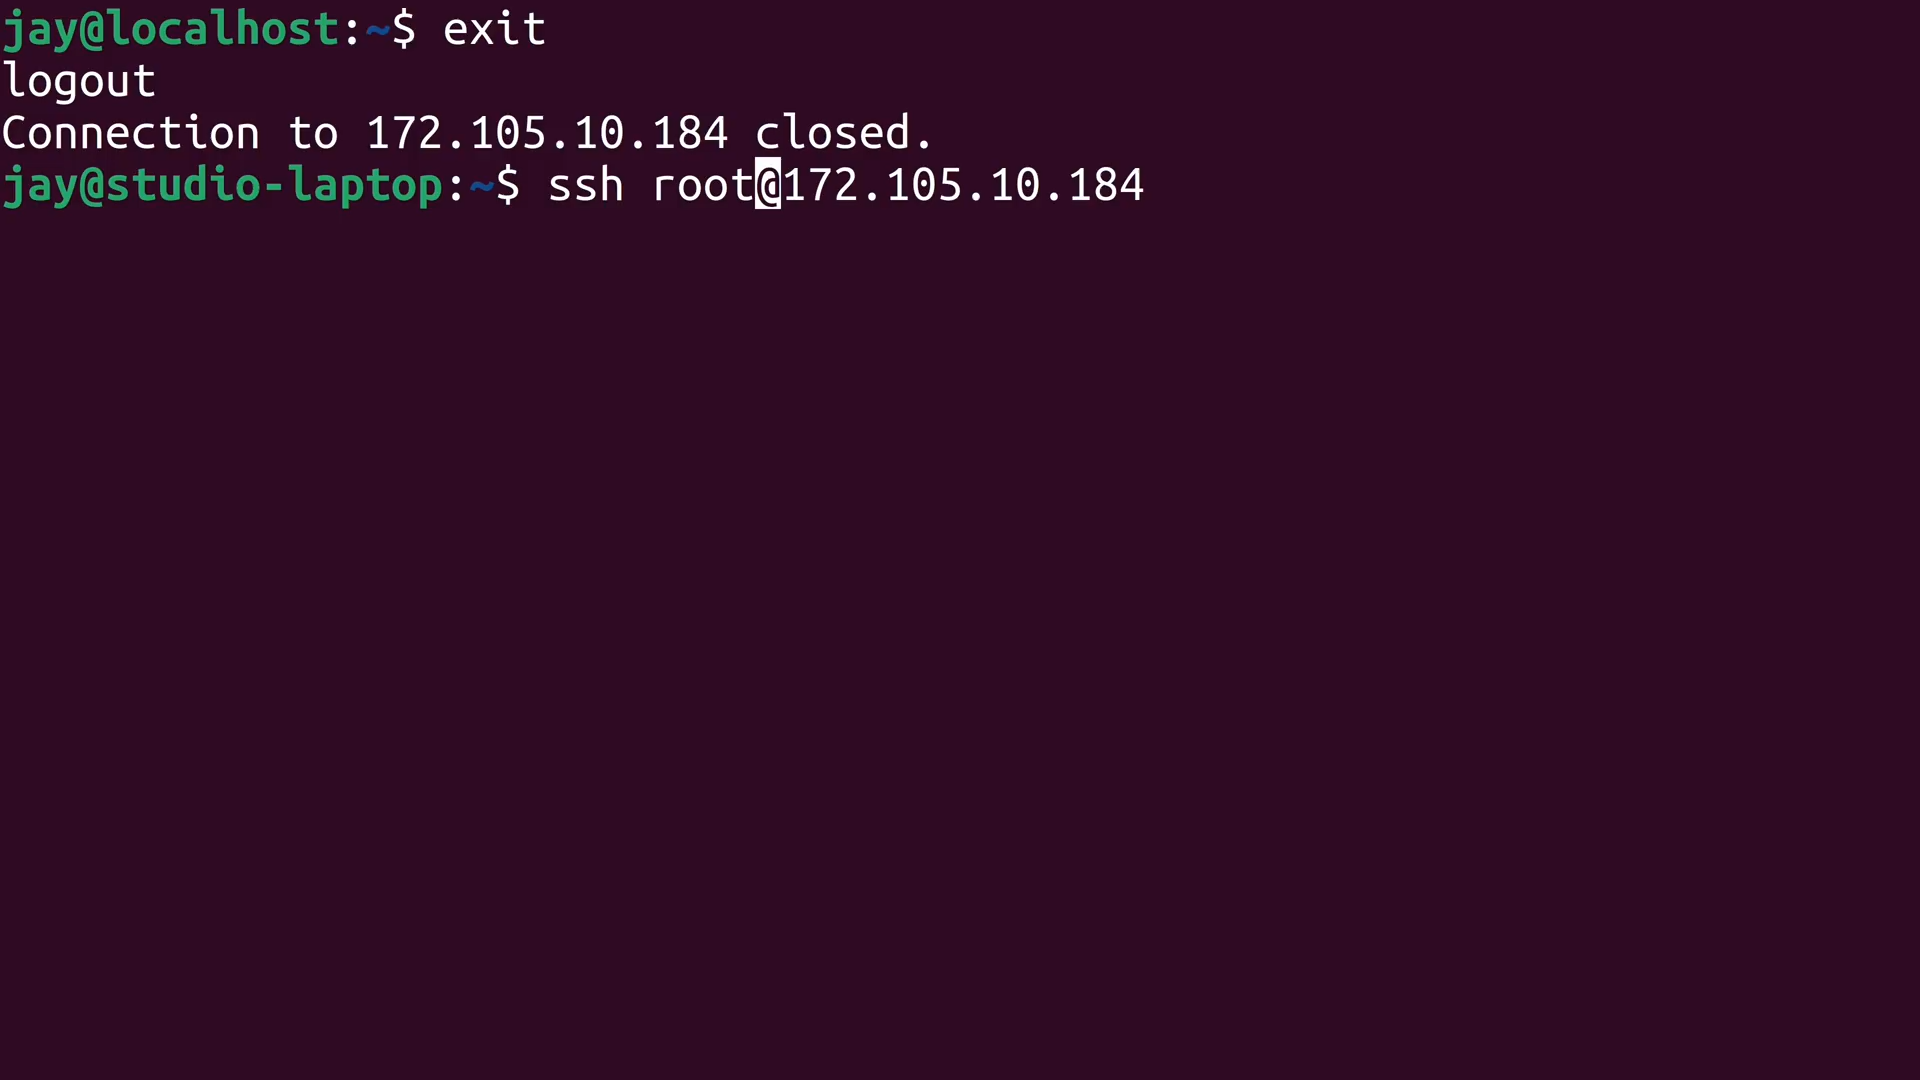 jay@localhost:~$ exit
logout
Connection to 172.105.10.184 closed.
jay@studio-laptop:~$ ssh root@172.105.10.184